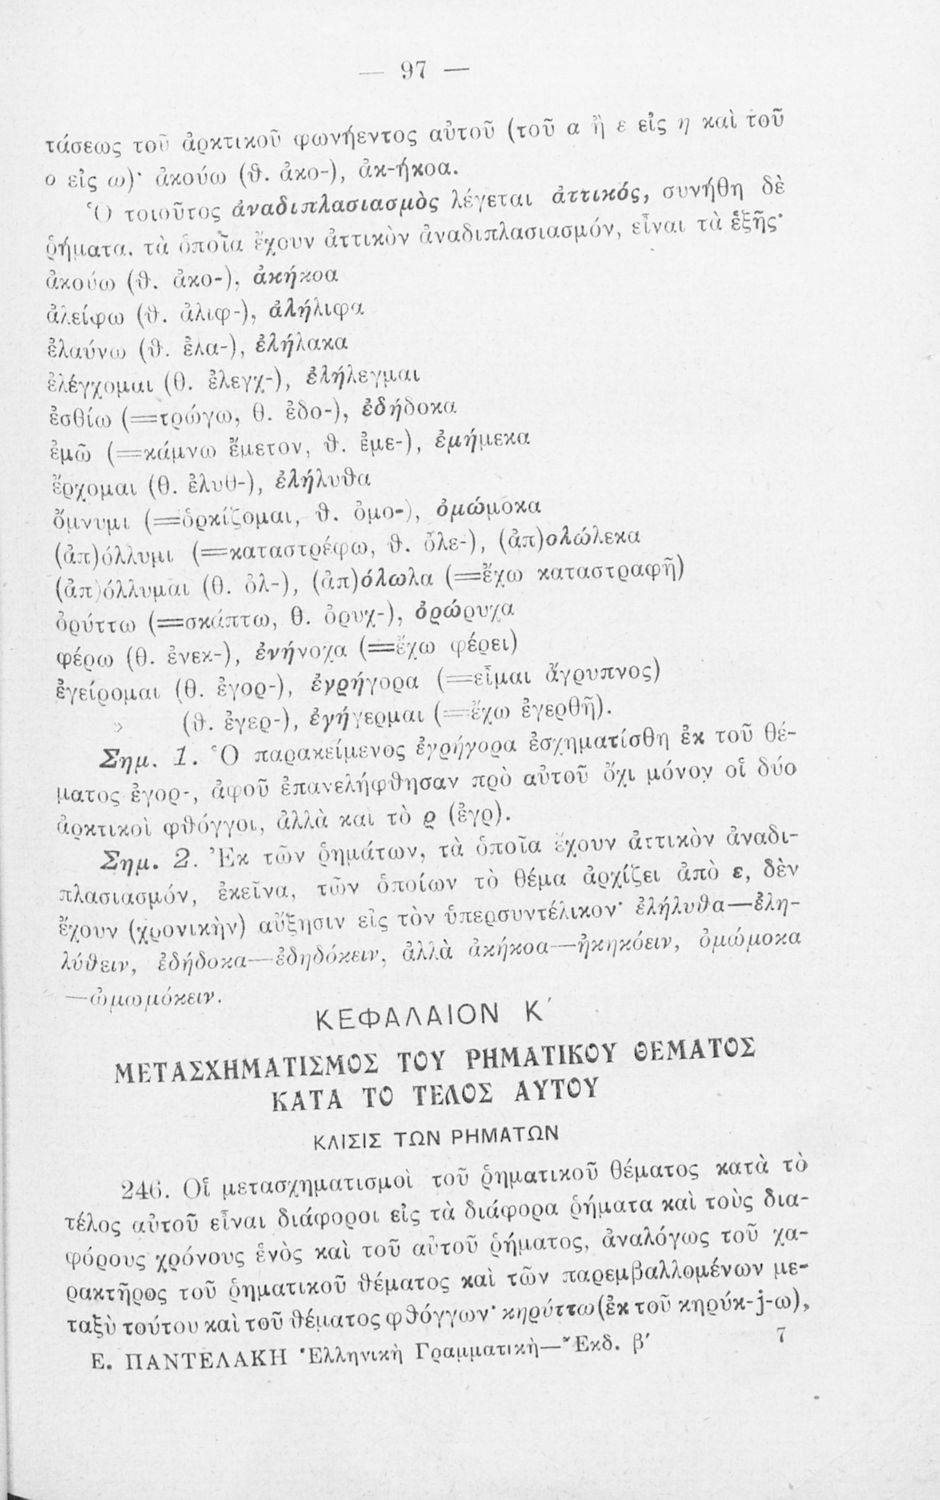 — 97 —
τάσεως τοῦ ἀρκτικοῦ φωνήεντος αὐτοῦ (τοῦ α ἢ ε εἰς η καὶ τοῦ
ο εἰς ω)· ἀκούω (θ. ἀκο-), ἀκ-ήκοα.
Ὁ τοιοῦτος ἀναδιπλασιασμὸς λέγεται ἀττικός, συνήθη δὲ
ῥήματα, τὰ ὁποῖα ἔχουν ἀττικὸν ἀναδιπλασιασμόν, εἶναι τὰ ἑξῆς·
ἀκούω (θ. ἀκο-), ἀκήκοα
ἀλείφω (θ. ἀλιφ-), ἀλήλιφα
ἐλαύνω (θ. ἐλα-), ἐλήλακα
ἐλέγχομαι (θ. ἐλεγχ-), ἐλήλεγμαι
ἐσθίω (=τρώγω, θ. ἐδο-), ἐδήδοκα
ἐμῶ (=κάμνω ἔμετον, θ. ἐμε-), ἐμήμεκα
ἔρχομαι (θ. ἐλυθ-), ἐλήλυθα
ὄμνυμι (=ὁρκίζομαι, θ. ὀμο-), ὀμώμοκα
(ἀπ)όλλυμι (=καταστρέφω, θ. ὀλε-), (ἀπ)ολώλεκα
(ἀπ)όλλυμαι (θ. ὀλ-), (ἀπ)όλωλα (=ἔχω καταστραφῆ)
ὀρύττω (=σκάπτω, θ. ὀρυχ-), ὀρώρυχα
φέρω (θ. ἐνεκ-), ἐνήνοχα (=ἔχω φέρει)
ἐγείρομαι (θ. ἐγορ-), ἐγρήγορα (=εἶμαι ἄγρυπνος)
» (θ. ἐγερ-), ἐγήγερμαι (=ἔχω ἐγερθῆ).
Σημ. 1. Ὁ παρακείμενος ἐγρήγορα ἐσχηματίσθη ἐκ τοῦ θέ-
ματος ἐγορ-, ἀφοῦ ἐπανελήφθησαν πρὸ αὐτοῦ ὄχι μόνον οἱ δύο
ἀρκτικοὶ φθόγγοι, ἀλλὰ καὶ τὸ ρ (ἐγρ).
Σημ. 2. Ἐκ τῶν ῥημάτων, τὰ ὁποῖα ἔχουν ἀττικὸν ἀναδι-
πλασιασμόν, ἐκεῖνα, τῶν ὁποίων τὸ θέμα ἀρχίζει ἀπὸ ε, δὲν
ἔχουν (χρονικὴν) αὔξησιν εἰς τὸν ὑπερσυντέλικον· ἐλήλυθα—ἐλη-
λύθειν, ἐδήδοκα—ἐδηδόκειν, ἀλλὰ ἀκήκοα—ἠκηκόειν, ὀμώμοκα
—ὠμωμόκειν.
ΚΕΦΑΛΑΙΟΝ Κ΄
ΜΕΤΑΣΧΗΜΑΤΙΣΜΟΣ ΤΟΥ ΡΗΜΑΤΙΚΟΥ ΘΕΜΑΤΟΣ
ΚΑΤΑ ΤΟ ΤΕΛΟΣ ΑΥΤΟΥ
ΚΛΙΣΙΣ ΤΩΝ ΡΗΜΑΤΩΝ
246. Οἱ μετασχηματισμοὶ τοῦ ῥηματικοῦ θέματος κατὰ τὸ
τέλος αὐτοῦ εἶναι διάφοροι εἰς τὰ διάφορα ῥήματα καὶ τοὺς δια-
φόρους χρόνους ἑνὸς καὶ τοῦ αὐτοῦ ῥήματος, ἀναλόγως τοῦ χα-
ρακτῆρος τοῦ ῥηματικοῦ θέματος καὶ τῶν παρεμβαλλομένων με-
ταξὺ τούτου καὶ τοῦ θέματος φθόγγων· κηρύττω (ἐκ τοῦ κηρύκ-j-ω),
Ε. ΠΑΝΤΕΛΑΚΗ Ἑλληνικὴ Γραμματικὴ—Ἔκδ. β΄ 7